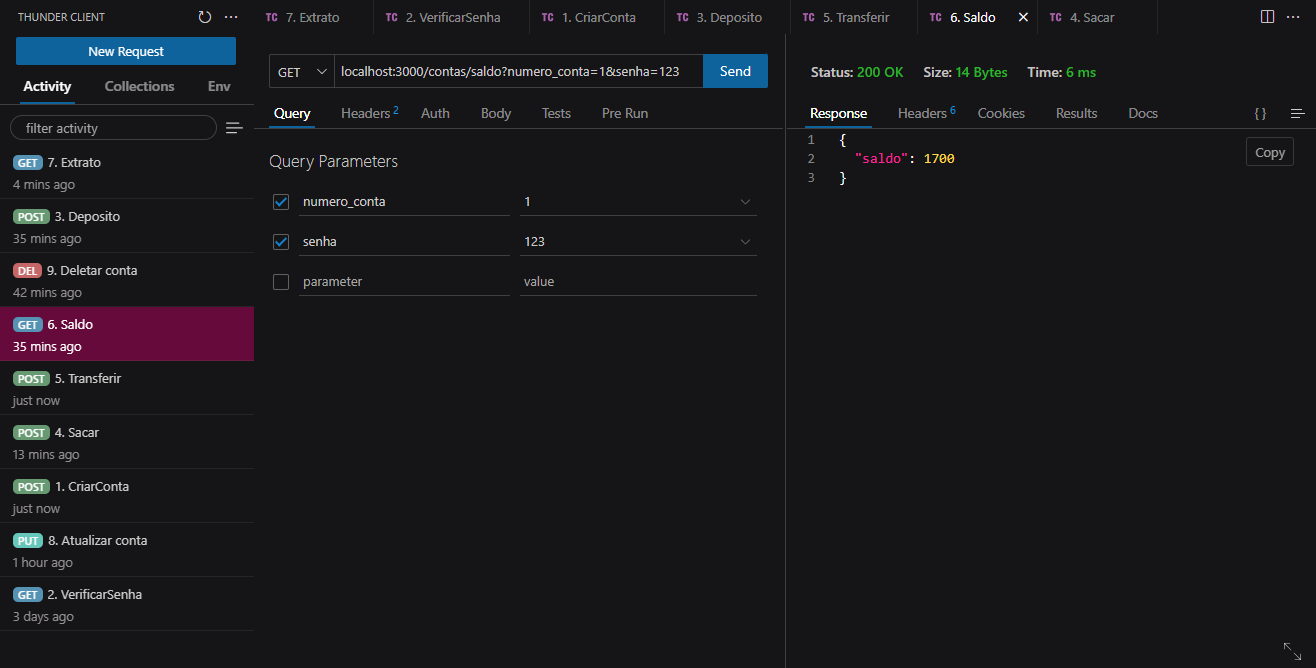 THUNDER CLIENT
New Request
Activity Collections Env
filter activity
GET 7. Extrato
4 mins ago
POST 3. Deposito
35 mins ago
DEL 9. Deletar conta
42 mins ago
GET 6. Saldo
35 mins ago
POST 5. Transferir
just now
POST 4. Sacar
13 mins ago
POST 1. CriarConta
just now
PUT 8. Atualizar conta
1 hour ago
GET 2. VerificarSenha
3 days ago
TC 7. Extrato TC 2. VerificarSenha TC 1. CriarConta TC 3. Deposito TC 5. Transferir TC 6. Saldo TC 4. Sacar
GET localhost:3000/contas/saldo?numero_conta=1&senha=123 Send
Query Headers 2 Auth Body Tests Pre Run
Query Parameters
numero_conta 1
senha 123
parameter value
Status: 200 OK Size: 14 Bytes Time: 6 ms
Response Headers 6 Cookies Results Docs { }
1 {
2 "saldo": 1700
3 }
Copy